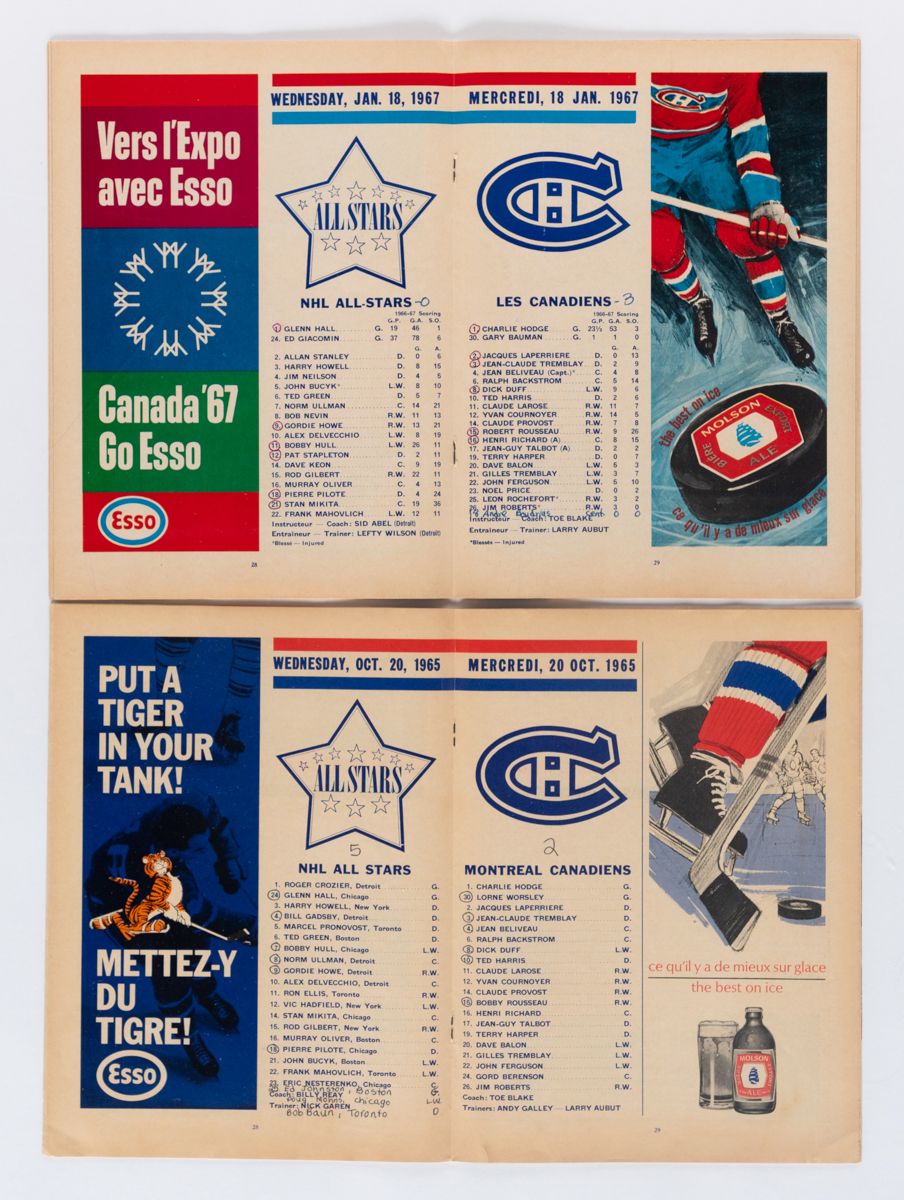 Vers l'Expo
avec Esso
Canada '67
Go Esso
Esso
WEDNESDAY, JAN. 18, 1967
ALL STARS
NHL ALL-STARS - 0
1966-67 Scoring
G.P. G.A. S.O.
1 GLENN HALL G. 19 46 1
24. ED GIACOMIN G. 37 78 6
G. A.
2. ALLAN STANLEY D. 0 6
3. HARRY HOWELL D. 8 15
4. JIM NEILSON D. 4 5
5. JOHN BUCYK* L.W. 8 10
6. TED GREEN D. 5 7
7. NORM ULLMAN C. 14 21
8. BOB NEVIN R.W. 11 13
9. GORDIE HOWE R.W. 13 21
10. ALEX DELVECCHIO L.W. 8 19
11 BOBBY HULL L.W. 26 11
12 PAT STAPLETON D. 2 11
14. DAVE KEON C. 9 19
15. ROD GILBERT R.W. 22 11
16. MURRAY OLIVER C. 4 13
18 PIERRE PILOTE D. 4 24
21 STAN MIKITA C. 19 36
22. FRANK MAHOVLICH L.W. 12 11
Instructeur — Coach: SID ABEL (Detroit)
Entraineur — Trainer: LEFTY WILSON (Detroit)
*Blessé — Injured
28
MERCREDI, 18 JAN. 1967
LES CANADIENS - 3
1966-67 Scoring
G.P. G.A. S.O.
1 CHARLIE HODGE G. 23⅓ 53 3
30. GARY BAUMAN G. 1 1 0
G. A.
2 JACQUES LAPERRIERE D. 0 13
3 JEAN-CLAUDE TREMBLAY D. 2 9
4. JEAN BELIVEAU (Capt.)* C. 4 8
6. RALPH BACKSTROM C. 5 14
8 DICK DUFF L.W. 9 6
10. TED HARRIS D. 2 6
11. CLAUDE LAROSE R.W. 11 7
12. YVAN COURNOYER R.W. 14 5
14. CLAUDE PROVOST R.W. 7 8
15 ROBERT ROUSSEAU R.W. 9 26
16 HENRI RICHARD (A) C. 8 15
17. JEAN-GUY TALBOT (A) D. 2 5
19. TERRY HARPER D. 0 7
20. DAVE BALON L.W. 5 3
21. GILLES TREMBLAY L.W. 3 7
22. JOHN FERGUSON L.W. 5 10
23. NOEL PRICE D. 0 2
25. LEON ROCHEFORT* R.W. 3 2
26. JIM ROBERTS* R.W. 3 0
André Boudrias Cent. 0 0
Instructeur — Coach: TOE BLAKE
Entraineur — Trainer: LARRY AUBUT
*Blessés — Injured
29
the best on ice
MOLSON
BIÈRE EXPORT
ALE
ce qu'il y a de mieux sur glace
PUT A
TIGER
IN YOUR
TANK!
METTEZ-Y
DU
TIGRE!
Esso
WEDNESDAY, OCT. 20, 1965
ALL STARS
5
NHL ALL STARS
1. ROGER CROZIER, Detroit G.
24 GLENN HALL, Chicago G.
3. HARRY HOWELL, New York D.
4 BILL GADSBY, Detroit D.
5. MARCEL PRONOVOST, Toronto D.
6. TED GREEN, Boston D.
7 BOBBY HULL, Chicago L.W.
8 NORM ULLMAN, Detroit C.
9 GORDIE HOWE, Detroit R.W.
10. ALEX DELVECCHIO, Detroit C.
11. RON ELLIS, Toronto R.W.
12. VIC HADFIELD, New York L.W.
14. STAN MIKITA, Chicago C.
15. ROD GILBERT, New York R.W.
16. MURRAY OLIVER, Boston C.
18 PIERRE PILOTE, Chicago D.
21. JOHN BUCYK, Boston L.W.
22. FRANK MAHOVLICH, Toronto L.W.
23. ERIC NESTERENKO, Chicago C.
25 Ed Johnston, Boston G.
Coach: BILLY REAY
Doug Mohns, Chicago L.W.
Trainer: NICK GAREN
Bob Baun, Toronto D
28
MERCREDI, 20 OCT. 1965
2
MONTREAL CANADIENS
1. CHARLIE HODGE G.
30 LORNE WORSLEY G.
2. JACQUES LAPERRIERE D.
3 JEAN-CLAUDE TREMBLAY D.
4 JEAN BELIVEAU C.
6. RALPH BACKSTROM C.
8 DICK DUFF L.W.
10 TED HARRIS D.
11. CLAUDE LAROSE R.W.
12. YVAN COURNOYER R.W.
14. CLAUDE PROVOST R.W.
15 BOBBY ROUSSEAU R.W.
16. HENRI RICHARD C.
17. JEAN-GUY TALBOT D.
19. TERRY HARPER D.
20. DAVE BALON L.W.
21. GILLES TREMBLAY L.W.
22. JOHN FERGUSON L.W.
24. GORD BERENSON C.
26. JIM ROBERTS R.W.
Coach: TOE BLAKE
Trainers: ANDY GALLEY — LARRY AUBUT
29
ce qu'il y a de mieux sur glace
the best on ice
MOLSON
ALE